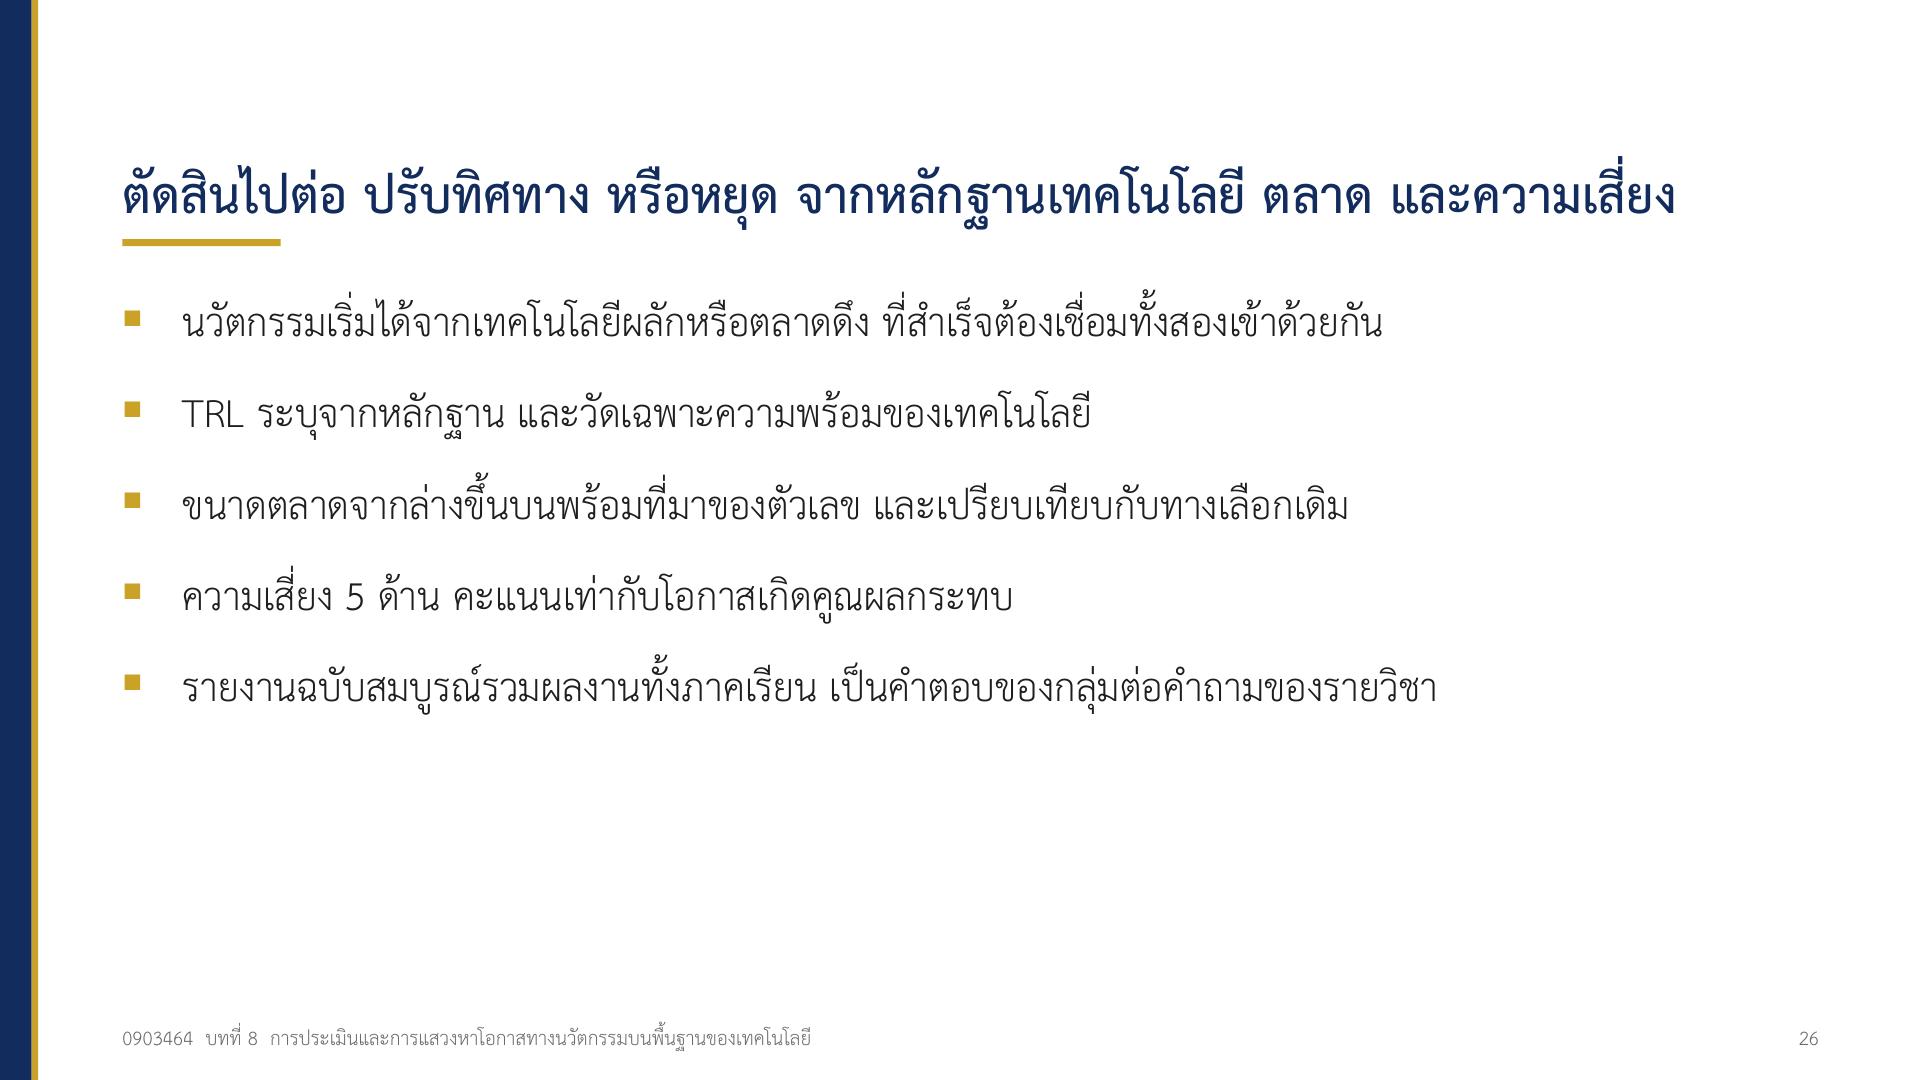 ตัดสินไปต่อ ปรับทิศทาง หรือหยุด จากหลักฐานเทคโนโลยี ตลาด และความเสี่ยง
นวัตกรรมเริ่มได้จากเทคโนโลยีผลักหรือตลาดดึง ที่สำเร็จต้องเชื่อมทั้งสองเข้าด้วยกัน
TRL ระบุจากหลักฐาน และวัดเฉพาะความพร้อมของเทคโนโลยี
ขนาดตลาดจากล่างขึ้นบนพร้อมที่มาของตัวเลข และเปรียบเทียบกับทางเลือกเดิม
ความเสี่ยง 5 ด้าน คะแนนเท่ากับโอกาสเกิดคูณผลกระทบ
รายงานฉบับสมบูรณ์รวมผลงานทั้งภาคเรียน เป็นคำตอบของกลุ่มต่อคำถามของรายวิชา
0903464 บทที่ 8 การประเมินและการแสวงหาโอกาสทางนวัตกรรมบนพื้นฐานของเทคโนโลยี
26